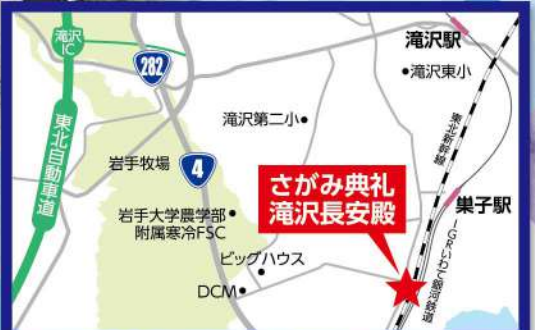 滝沢
IC
282
滝沢駅
滝沢東小
滝沢第二小
東北自動車道
東北新幹線
岩手牧場
4
さがみ典礼
滝沢長安殿
巣子駅
岩手大学農学部
附属寒冷FSC
ビッグハウス
DCM
IGRいわて銀河鉄道